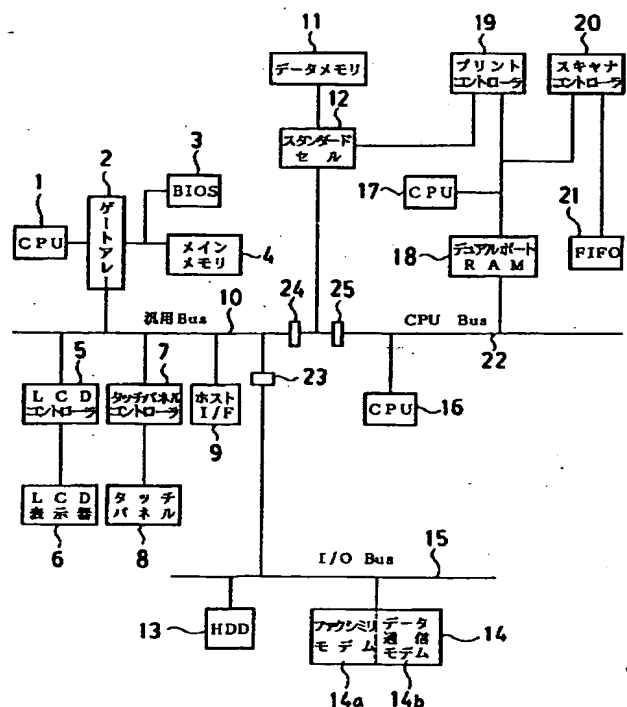 11
データメモリ
19
プリント
コントローラ
20
スキャナ
コントローラ
12
スタンダード
セル
1
CPU
2
ゲートアレー
3
BIOS
メイン
メモリ
4
17
CPU
18
デュアルポート
RAM
21
FIFO
汎用Bus
10
24
25
CPU Bus
22
5
LCD
コントローラ
7
タッチパネル
コントローラ
ホスト
I/F
9
23
CPU
16
LCD
表示器
6
タッチ
パネル
8
I/O Bus
15
13
HDD
ファクシミリ
モデム
データ
通信
モデム
14
14a
14b